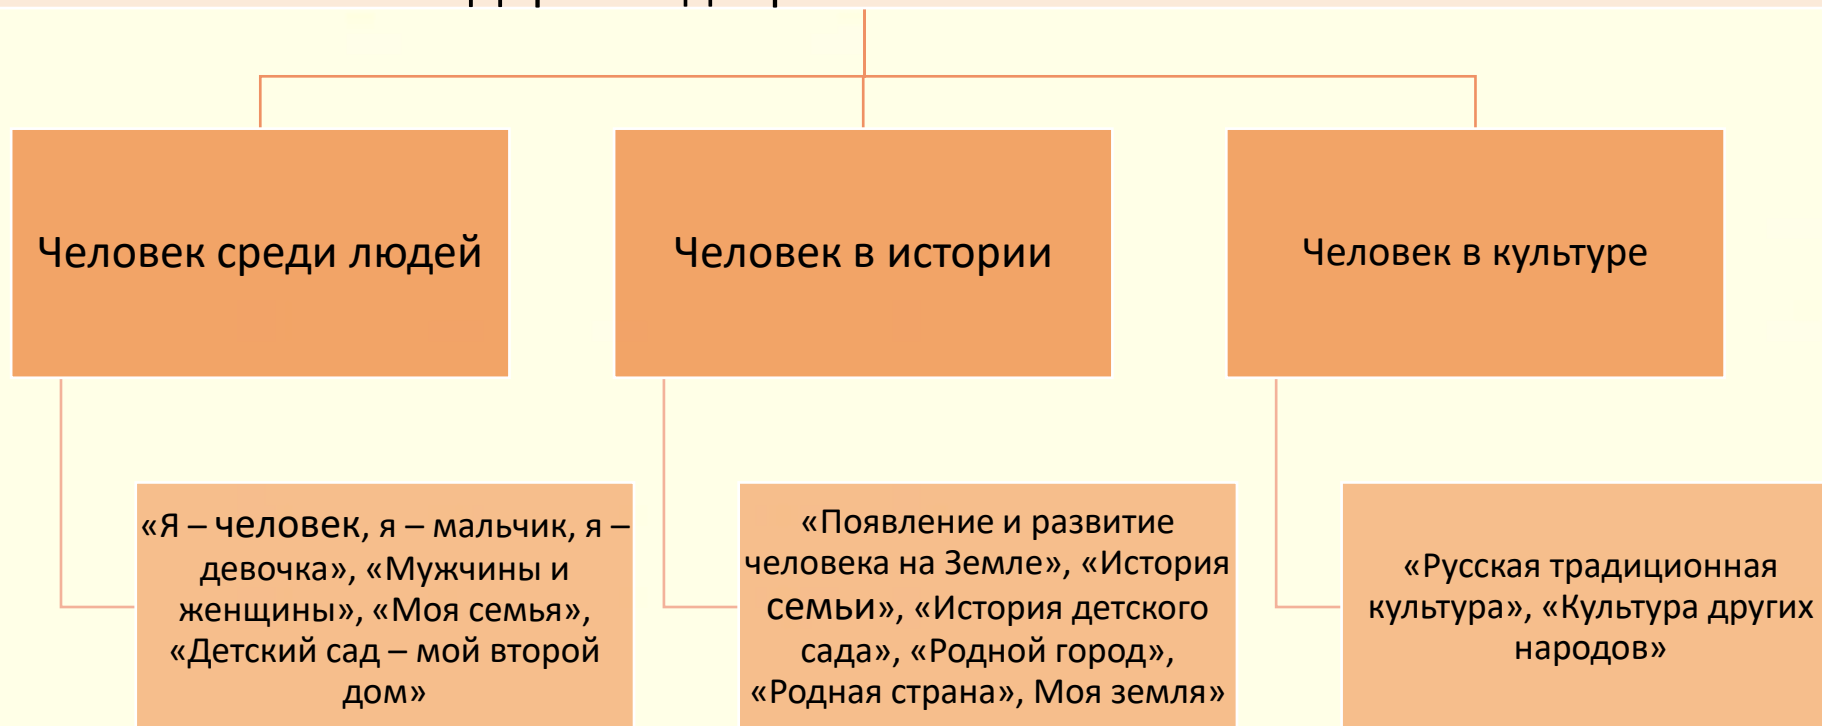 Человек среди людей
Человек в истории
Человек в культуре
«Я – человек, я – мальчик, я –
девочка», «Мужчины и
женщины», «Моя семья»,
«Детский сад – мой второй
дом»
«Появление и развитие
человека на Земле», «История
семьи», «История детского
сада», «Родной город»,
«Родная страна», Моя земля»
«Русская традиционная
культура», «Культура других
народов»